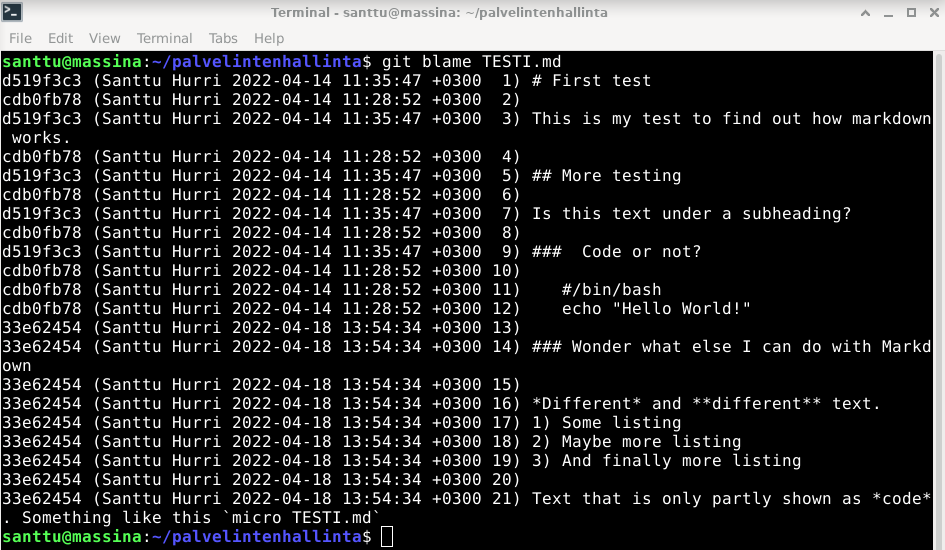 Terminal - santtu@massina: ~/palvelintenhallinta
File Edit View Terminal Tabs Help
santtu@massina:~/palvelintenhallinta$ git blame TESTI.md
d519f3c3 (Santtu Hurri 2022-04-14 11:35:47 +0300  1) # First test
cdb0fb78 (Santtu Hurri 2022-04-14 11:28:52 +0300  2)
d519f3c3 (Santtu Hurri 2022-04-14 11:35:47 +0300  3) This is my test to find out how markdown
 works.
cdb0fb78 (Santtu Hurri 2022-04-14 11:28:52 +0300  4)
d519f3c3 (Santtu Hurri 2022-04-14 11:35:47 +0300  5) ## More testing
cdb0fb78 (Santtu Hurri 2022-04-14 11:28:52 +0300  6)
d519f3c3 (Santtu Hurri 2022-04-14 11:35:47 +0300  7) Is this text under a subheading?
cdb0fb78 (Santtu Hurri 2022-04-14 11:28:52 +0300  8)
d519f3c3 (Santtu Hurri 2022-04-14 11:35:47 +0300  9) ###  Code or not?
cdb0fb78 (Santtu Hurri 2022-04-14 11:28:52 +0300 10)
cdb0fb78 (Santtu Hurri 2022-04-14 11:28:52 +0300 11)    #/bin/bash
cdb0fb78 (Santtu Hurri 2022-04-14 11:28:52 +0300 12)    echo "Hello World!"
33e62454 (Santtu Hurri 2022-04-18 13:54:34 +0300 13)
33e62454 (Santtu Hurri 2022-04-18 13:54:34 +0300 14) ### Wonder what else I can do with Markd
own
33e62454 (Santtu Hurri 2022-04-18 13:54:34 +0300 15)
33e62454 (Santtu Hurri 2022-04-18 13:54:34 +0300 16) *Different* and **different** text.
33e62454 (Santtu Hurri 2022-04-18 13:54:34 +0300 17) 1) Some listing
33e62454 (Santtu Hurri 2022-04-18 13:54:34 +0300 18) 2) Maybe more listing
33e62454 (Santtu Hurri 2022-04-18 13:54:34 +0300 19) 3) And finally more listing
33e62454 (Santtu Hurri 2022-04-18 13:54:34 +0300 20)
33e62454 (Santtu Hurri 2022-04-18 13:54:34 +0300 21) Text that is only partly shown as *code*
. Something like this `micro TESTI.md`
santtu@massina:~/palvelintenhallinta$